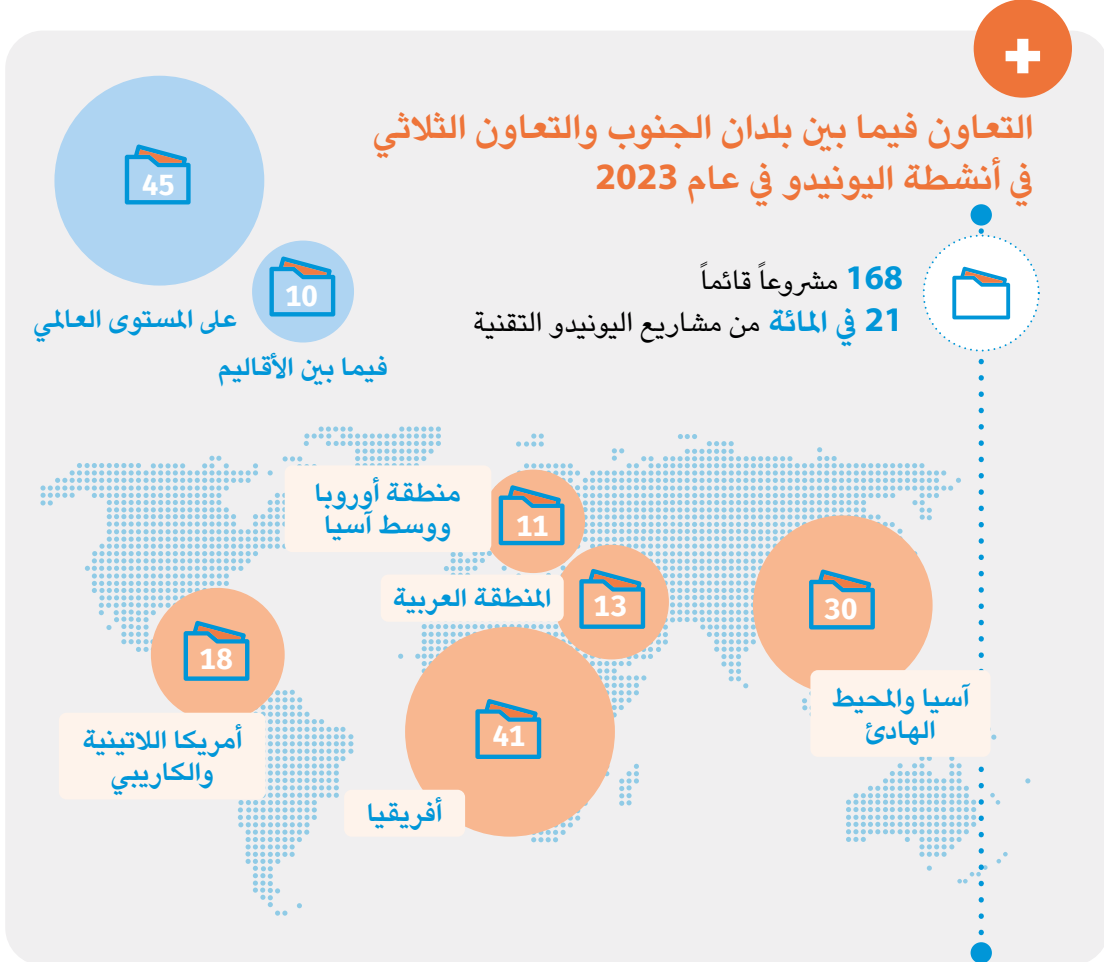 التعاون فيما بين بلدان الجنوب والتعاون الثلاثي
في أنشطة اليونيدو في عام 2023
168 مشروعاً قائماً
21 في المائة من مشاريع اليونيدو التقنية
45
على المستوى العالمي
10
فيما بين الأقاليم
منطقة أوروبا
ووسط آسيا
11
المنطقة العربية
13
30
آسيا والمحيط
الهادئ
18
أمريكا اللاتينية
والكاريبي
41
أفريقيا